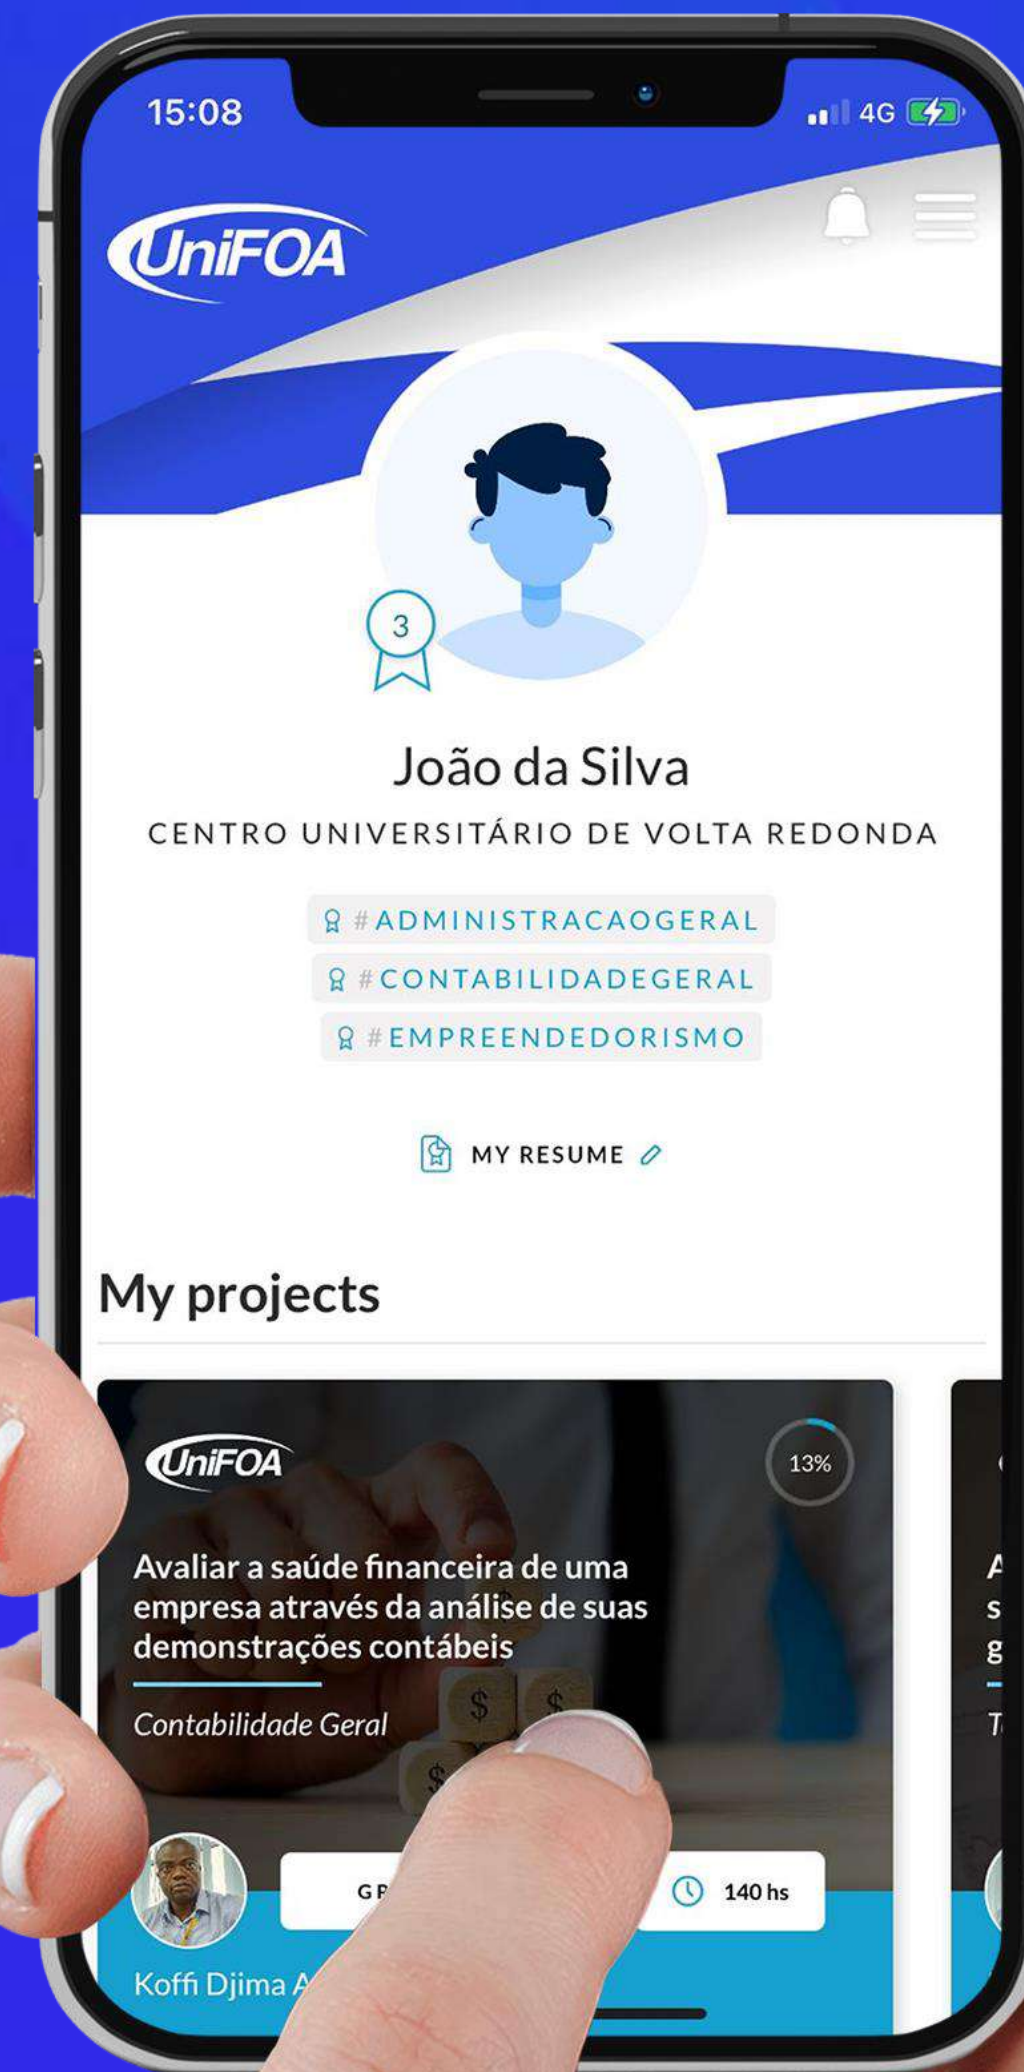 15:08
4G
UniFOA
3
João da Silva
CENTRO UNIVERSITÁRIO DE VOLTA REDONDA
#ADMINISTRACAOGERAL
#CONTABILIDADEGERAL
#EMPREENDEDORISMO
MY RESUME
My projects
UniFOA
13%
Avaliar a saúde financeira de uma
empresa através da análise de suas
demonstrações contábeis
Contabilidade Geral
$ $
$
140 hs
Koffi Djima